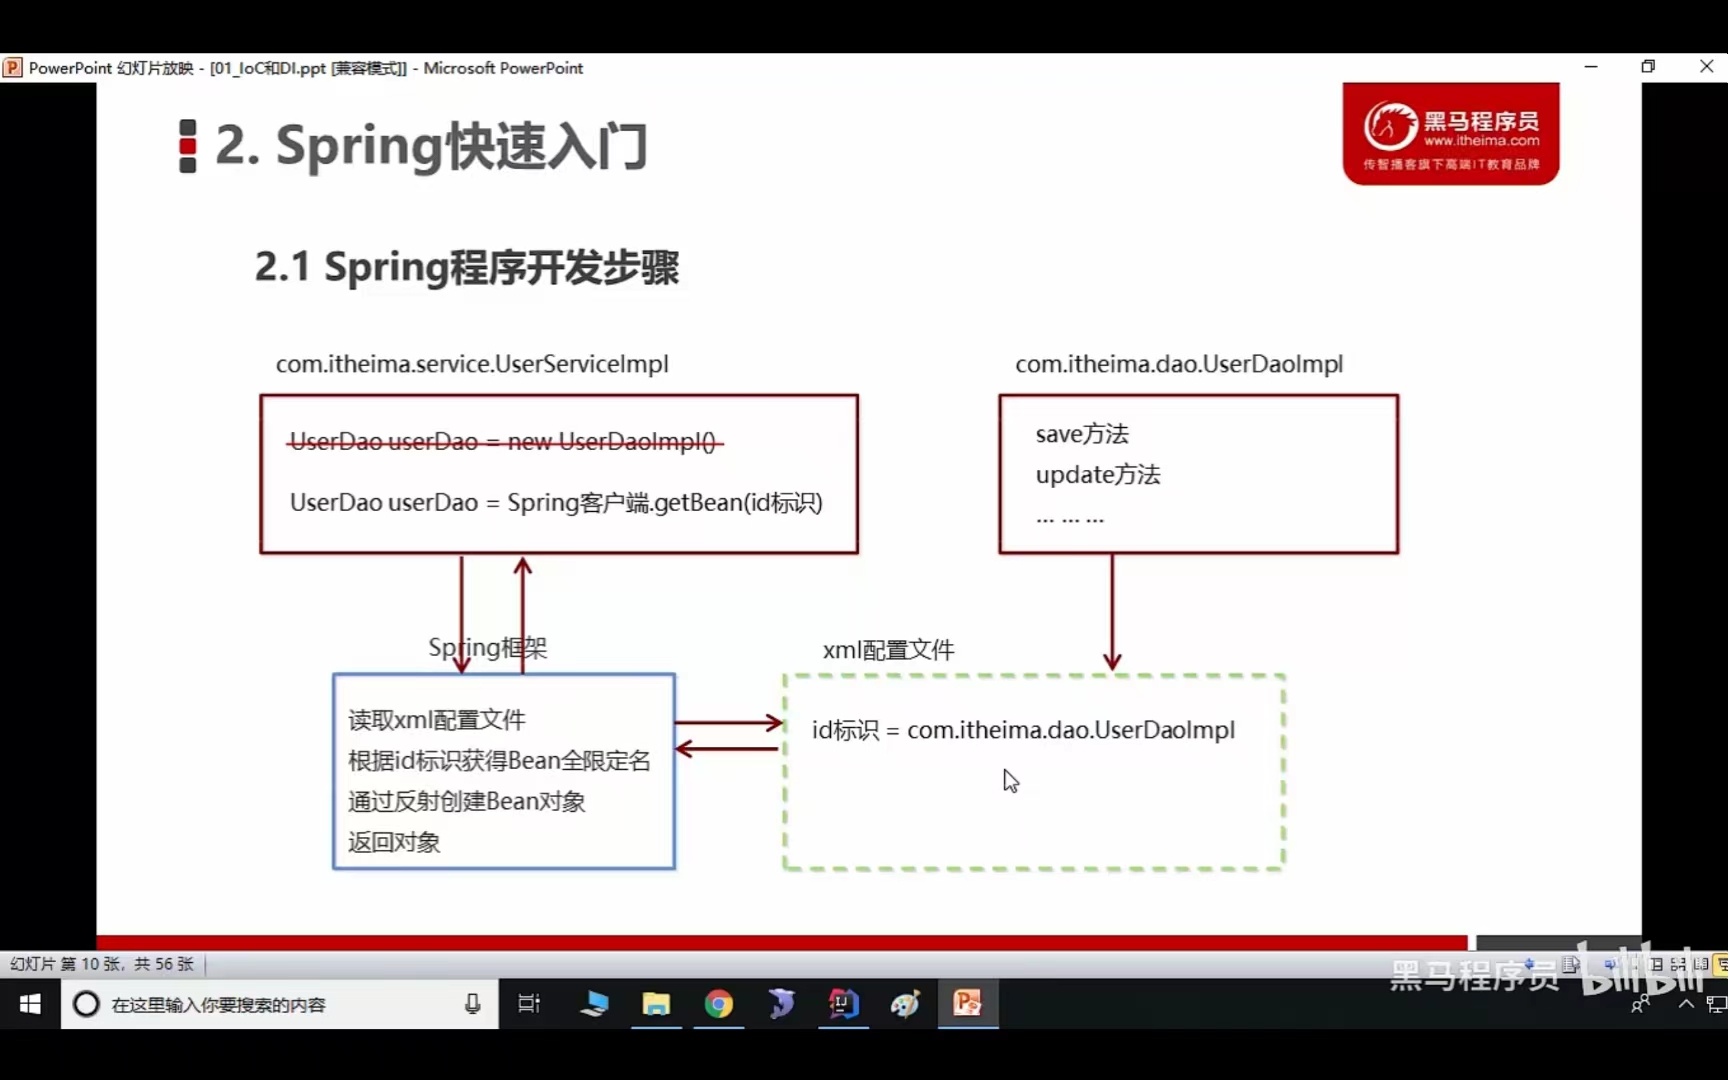 PowerPoint 幻灯片放映 - [01_IoC和DI.ppt [兼容模式]] - Microsoft PowerPoint
黑马程序员
www.itheima.com
传智播客旗下高端IT教育品牌
2. Spring快速入门
2.1 Spring程序开发步骤
com.itheima.service.UserServiceImpl
com.itheima.dao.UserDaoImpl
UserDao userDao = new UserDaoImpl()
UserDao userDao = Spring客户端.getBean(id标识)
save方法
update方法
... ... ...
Spring框架
xml配置文件
读取xml配置文件
根据id标识获得Bean全限定名
通过反射创建Bean对象
返回对象
id标识 = com.itheima.dao.UserDaoImpl
幻灯片 第 10 张, 共 56 张
黑马程序员 bilibili
在这里输入你要搜索的内容